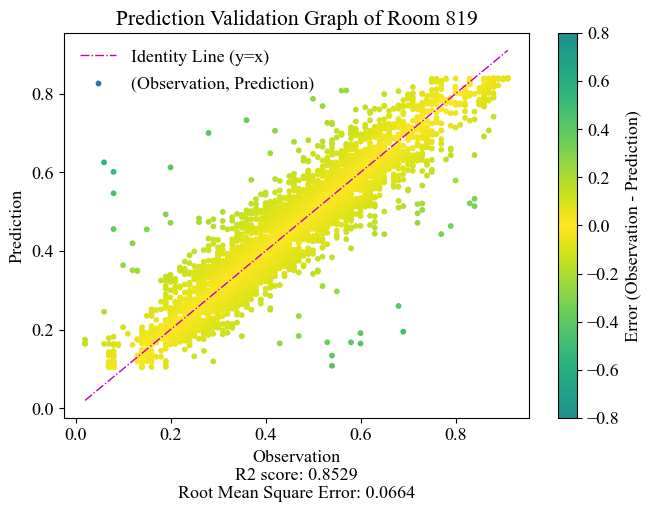 Prediction Validation Graph of Room 819
Identity Line (y=x)
(Observation, Prediction)
Prediction
0.8
0.6
0.4
0.2
0.0
0.0 0.2 0.4 0.6 0.8
Observation
R2 score: 0.8529
Root Mean Square Error: 0.0664
0.8
0.6
0.4
0.2
0.0
−0.2
−0.4
−0.6
−0.8
Error (Observation - Prediction)